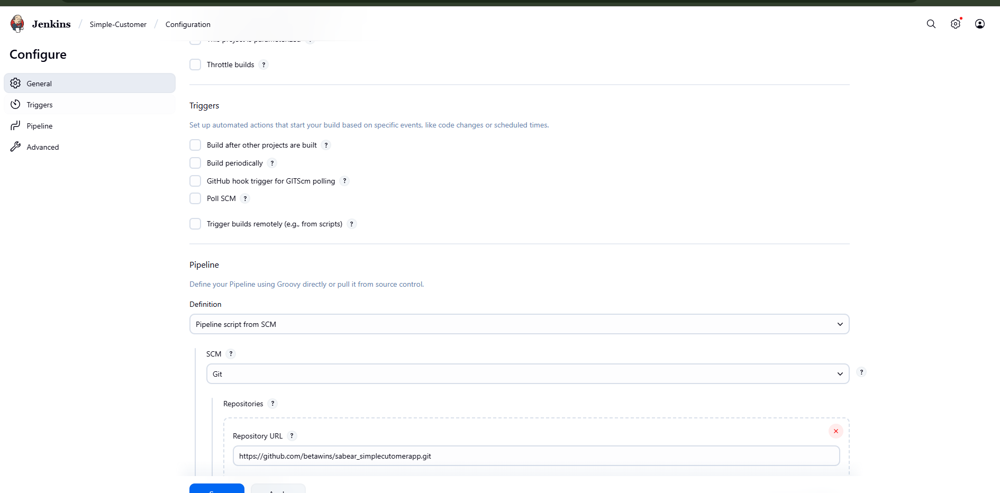 Jenkins / Simple-Customer / Configuration
Configure
General
Triggers
Pipeline
Advanced
This project is parameterized ?
Throttle builds ?
Triggers
Set up automated actions that start your build based on specific events, like code changes or scheduled times.
Build after other projects are built ?
Build periodically ?
GitHub hook trigger for GITScm polling ?
Poll SCM ?
Trigger builds remotely (e.g., from scripts) ?
Pipeline
Define your Pipeline using Groovy directly or pull it from source control.
Definition
Pipeline script from SCM
SCM ?
Git
?
Repositories ?
Repository URL ?
https://github.com/betawins/sabear_simplecutomerapp.git